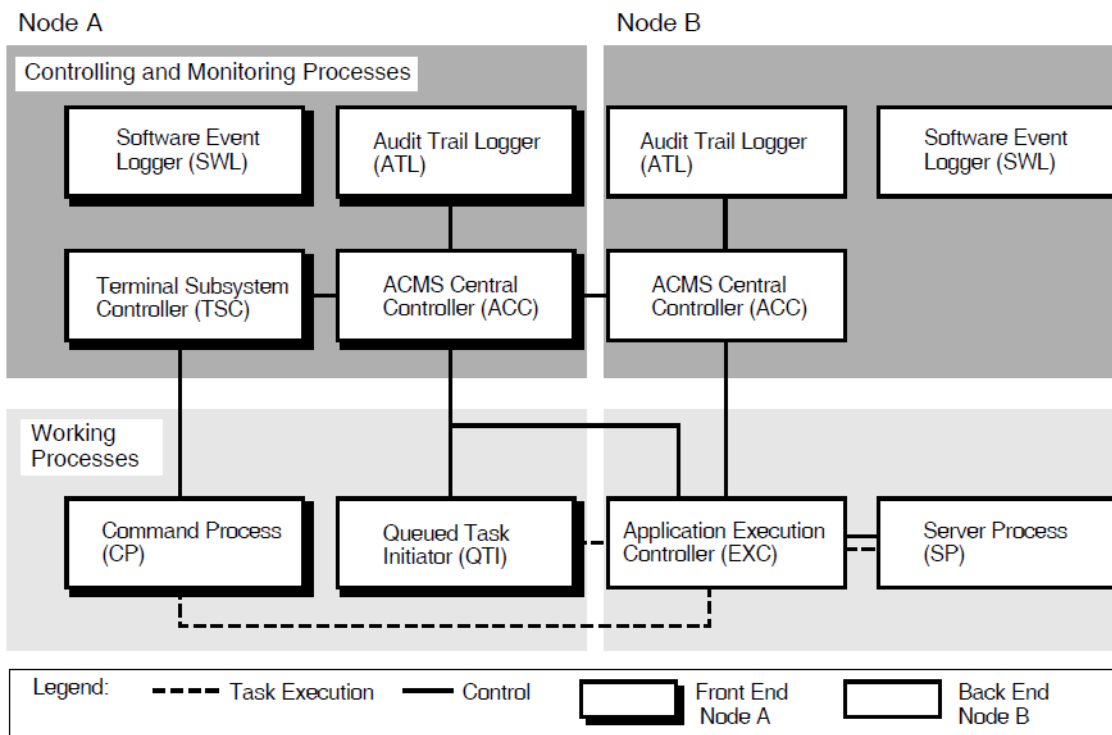 Node A
Node B
Controlling and Monitoring Processes
Software Event
Logger (SWL)
Audit Trail Logger
(ATL)
Audit Trail Logger
(ATL)
Software Event
Logger (SWL)
Terminal Subsystem
Controller (TSC)
ACMS Central
Controller (ACC)
ACMS Central
Controller (ACC)
Working
Processes
Command Process
(CP)
Queued Task
Initiator (QTI)
Application Execution
Controller (EXC)
Server Process
(SP)
Legend:
Task Execution
Control
Front End
Node A
Back End
Node B